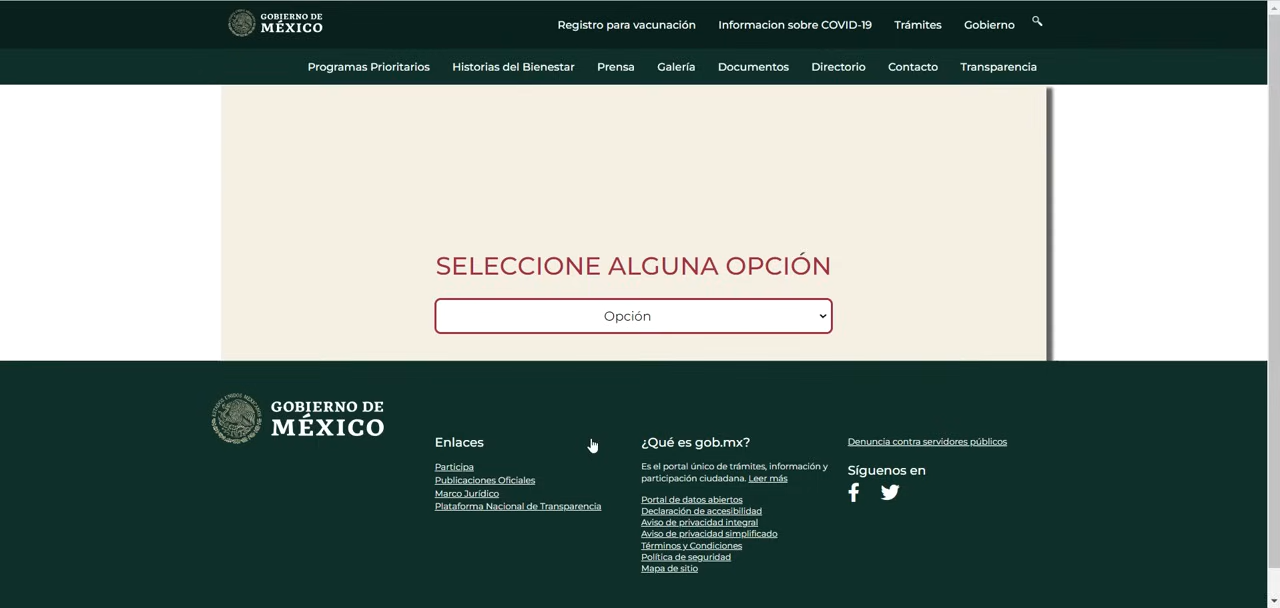 GOBIERNO DE
MÉXICO
Registro para vacunación
Informacion sobre COVID-19
Trámites
Gobierno
Programas Prioritarios
Historias del Bienestar
Prensa
Galería
Documentos
Directorio
Contacto
Transparencia
SELECCIONE ALGUNA OPCIÓN
Opción
GOBIERNO DE
MÉXICO
Enlaces
Participa
Publicaciones Oficiales
Marco Jurídico
Plataforma Nacional de Transparencia
¿Qué es gob.mx?
Es el portal único de trámites, información y
participación ciudadana. Leer más
Portal de datos abiertos
Declaración de accesibilidad
Aviso de privacidad integral
Aviso de privacidad simplificado
Términos y Condiciones
Política de seguridad
Mapa de sitio
Denuncia contra servidores públicos
Síguenos en